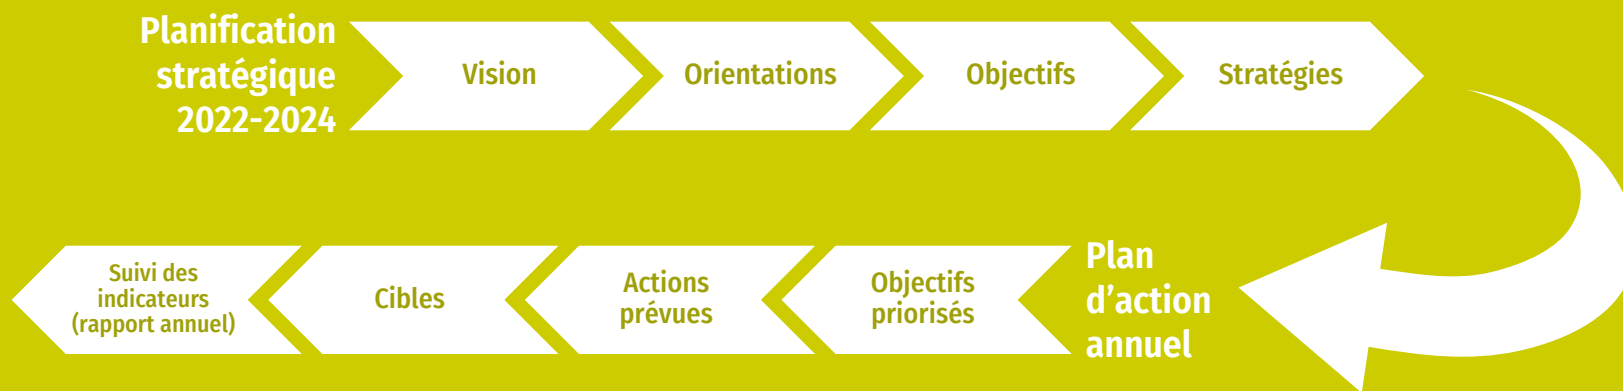 Planification
stratégique
2022-2024
Vision
Orientations
Objectifs
Stratégies
Plan
d’action
annuel
Objectifs
priorisés
Actions
prévues
Cibles
Suivi des
indicateurs
(rapport annuel)